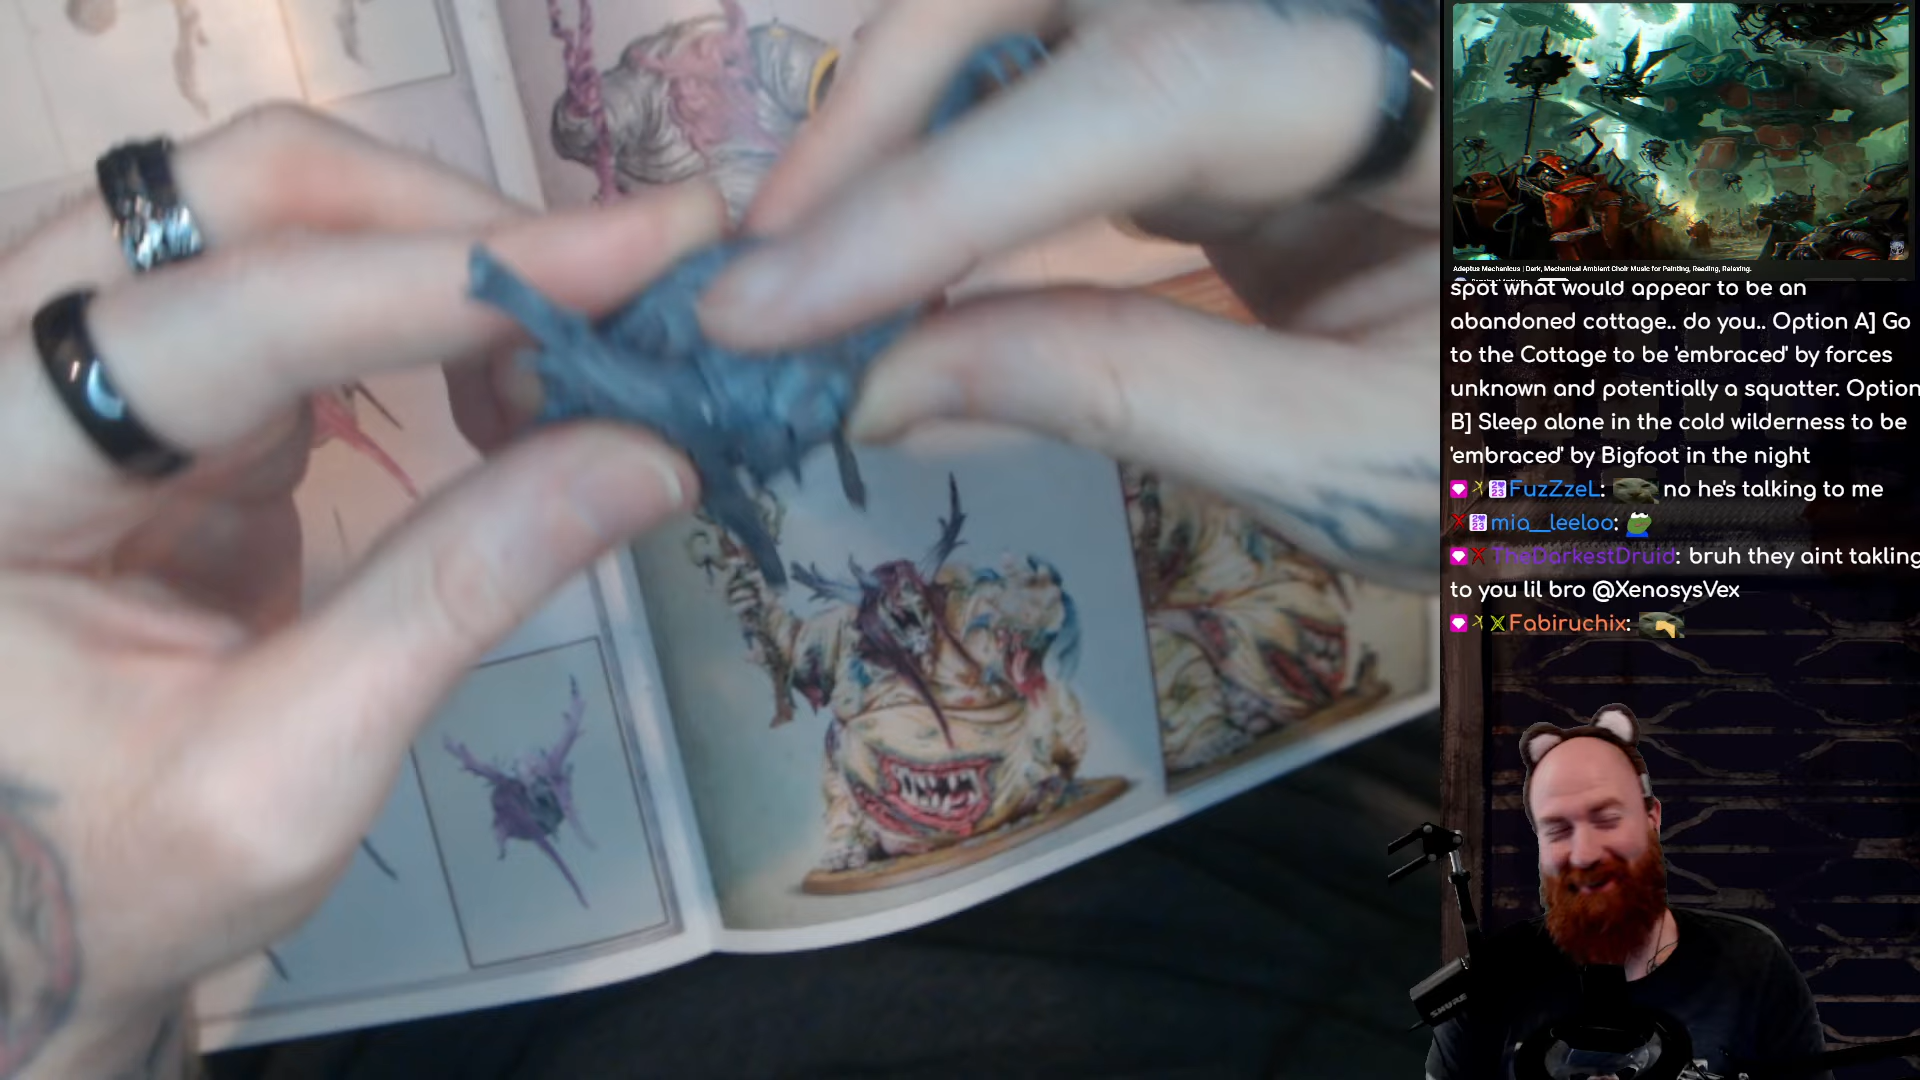 Adeptus Mechanicus | Dark, Mechanical Ambient Choir Music for Painting, Reading, Relaxing.
spot what would appear to be an
abandoned cottage.. do you.. Option A] Go
to the Cottage to be 'embraced' by forces
unknown and potentially a squatter. Option
B] Sleep alone in the cold wilderness to be
'embraced' by Bigfoot in the night
FuzZzeL: no he's talking to me
mia__leeloo:
TheDarkestDruid: bruh they aint takling
to you lil bro @XenosysVex
Fabiruchix:
SHURE